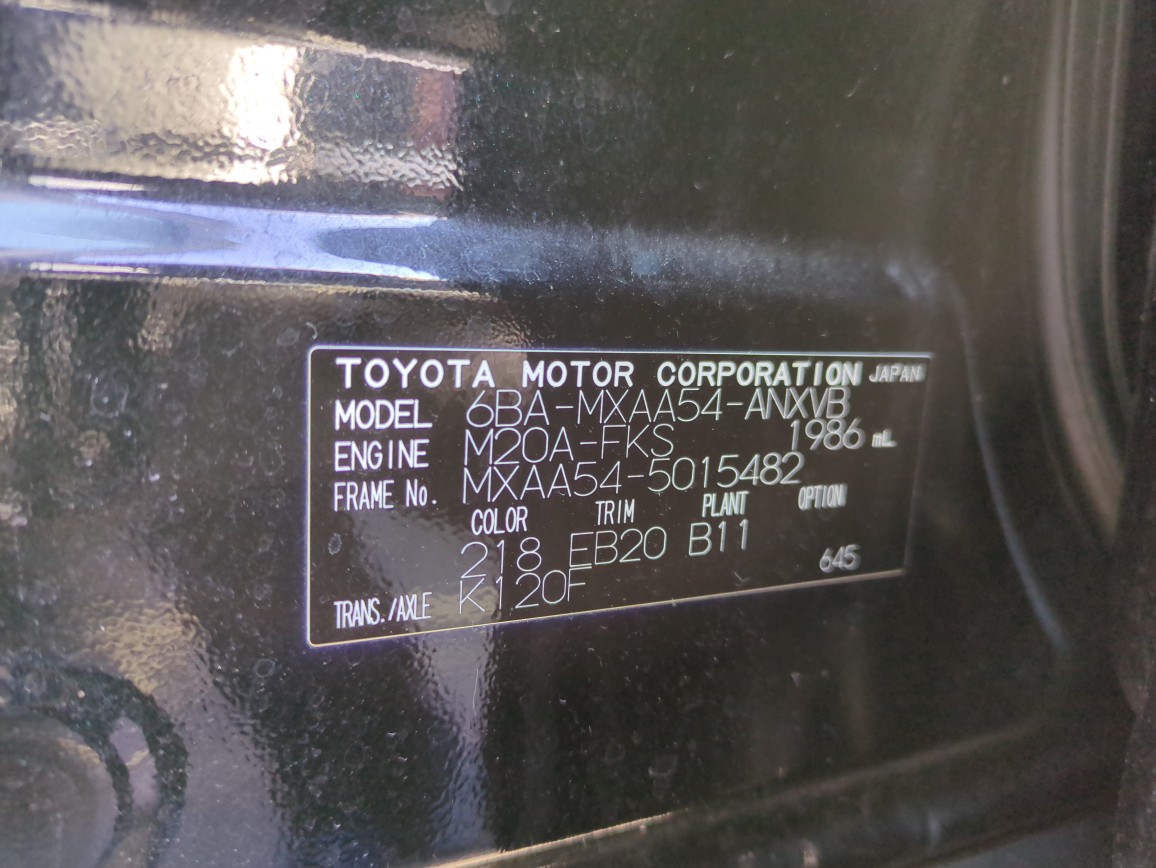 TOYOTA MOTOR CORPORATION JAPAN
MODEL 6BA-MXAA54-ANXVB
ENGINE M20A-FKS 1986 mL
FRAME No. MXAA54-5015482
COLOR TRIM PLANT OPTION
218 EB20 B11 645
TRANS./AXLE K120F